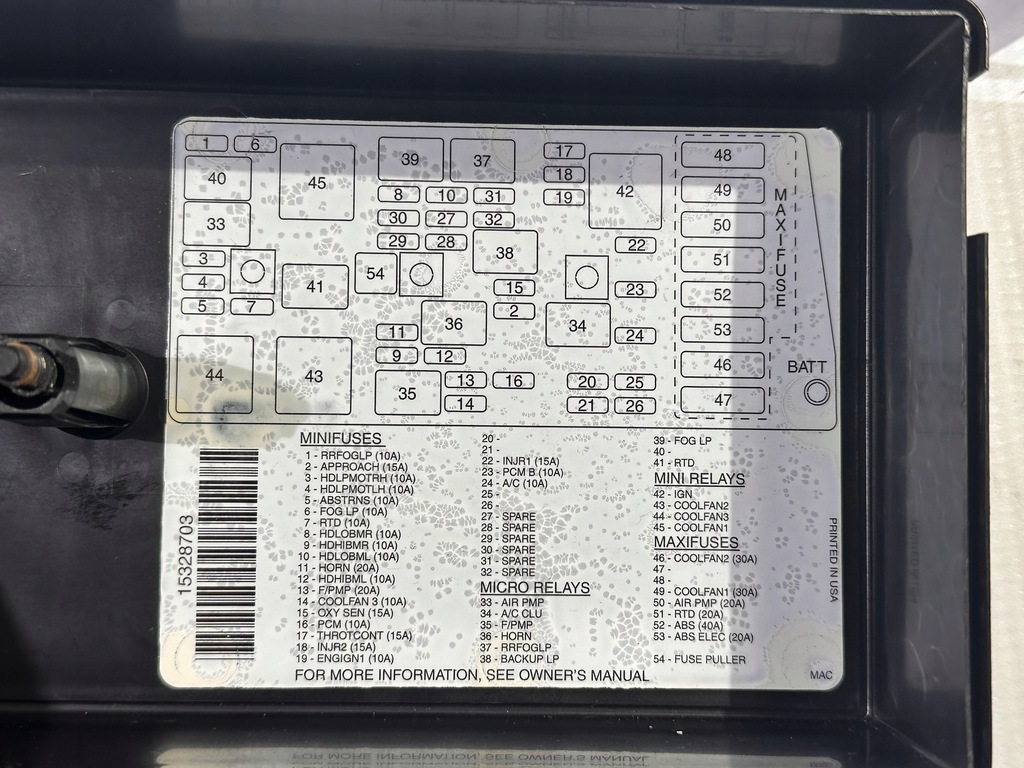 1 6 39 37 17 48
40 45 18
8 10 31 19 42 49
33 30 27 32 50
29 28 38 22
3 51
4 41 54 15 23 52
5 7 2
11 36 34 24 53
9 12 46
44 43 35 13 16 20 25
14 21 26 47
MAXIFUSE
BATT
MINIFUSES
1 - RRFOGLP (10A)
2 - APPROACH (15A)
3 - HDLPMOTRH (10A)
4 - HDLPMOTLH (10A)
5 - ABSTRNS (10A)
6 - FOG LP (10A)
7 - RTD (10A)
8 - HDLOBMR (10A)
9 - HDHIBMR (10A)
10 - HDLOBML (10A)
11 - HORN (20A)
12 - HDHIBML (10A)
13 - F/PMP (20A)
14 - COOLFAN 3 (10A)
15 - OXY SEN (15A)
16 - PCM (10A)
17 - THROTCONT (15A)
18 - INJR2 (15A)
19 - ENGIGN1 (10A)
20 -
21 -
22 - INJR1 (15A)
23 - PCM B (10A)
24 - A/C (10A)
25 -
26 -
27 - SPARE
28 - SPARE
29 - SPARE
30 - SPARE
31 - SPARE
32 - SPARE
MICRO RELAYS
33 - AIR PMP
34 - A/C CLU
35 - F/PMP
36 - HORN
37 - RRFOGLP
38 - BACKUP LP
39 - FOG LP
40 -
41 - RTD
MINI RELAYS
42 - IGN
43 - COOLFAN2
44 - COOLFAN3
45 - COOLFAN1
MAXIFUSES
46 - COOLFAN2 (30A)
47 -
48 -
49 - COOLFAN1 (30A)
50 - AIR PMP (20A)
51 - RTD (20A)
52 - ABS (40A)
53 - ABS ELEC (20A)
54 - FUSE PULLER
FOR MORE INFORMATION, SEE OWNER'S MANUAL
15328703
PRINTED IN USA
MAC